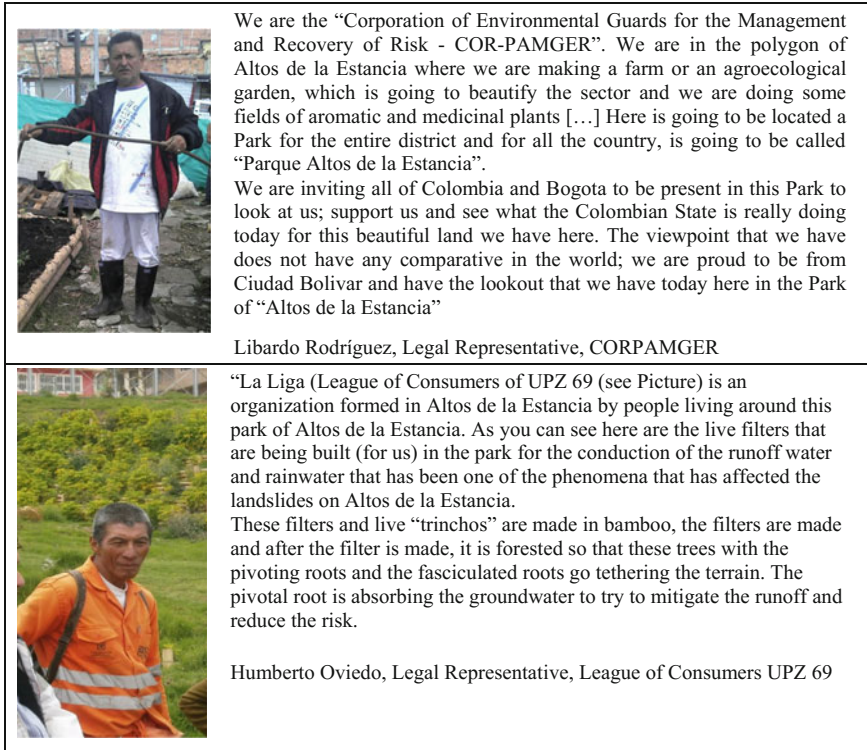 We are the “Corporation of Environmental Guards for the Management
and Recovery of Risk - COR-PAMGER”. We are in the polygon of
Altos de la Estancia where we are making a farm or an agroecological
garden, which is going to beautify the sector and we are doing some
fields of aromatic and medicinal plants […] Here is going to be located a
Park for the entire district and for all the country, is going to be called
“Parque Altos de la Estancia”.
We are inviting all of Colombia and Bogota to be present in this Park to
look at us; support us and see what the Colombian State is really doing
today for this beautiful land we have here. The viewpoint that we have
does not have any comparative in the world; we are proud to be from
Ciudad Bolivar and have the lookout that we have today here in the Park
of “Altos de la Estancia”
Libardo Rodríguez, Legal Representative, CORPAMGER
“La Liga (League of Consumers of UPZ 69 (see Picture) is an
organization formed in Altos de la Estancia by people living around this
park of Altos de la Estancia. As you can see here are the live filters that
are being built (for us) in the park for the conduction of the runoff water
and rainwater that has been one of the phenomena that has affected the
landslides on Altos de la Estancia.
These filters and live “trinchos” are made in bamboo, the filters are made
and after the filter is made, it is forested so that these trees with the
pivoting roots and the fasciculated roots go tethering the terrain. The
pivotal root is absorbing the groundwater to try to mitigate the runoff and
reduce the risk.
Humberto Oviedo, Legal Representative, League of Consumers UPZ 69